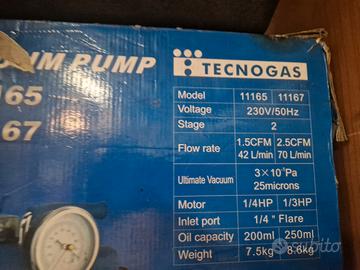 UM PUMP
TECNOGAS
165
67
Model 11165 11167
Voltage 230V/50Hz
Stage 2
Flow rate 1.5CFM 2.5CFM
42 L/min 70 L/min
Ultimate Vacuum 3×10⁻¹Pa
25microns
Motor 1/4HP 1/3HP
Inlet port 1/4 " Flare
Oil capacity 200ml 250ml
Weight 7.5kg 8.6kg
subito